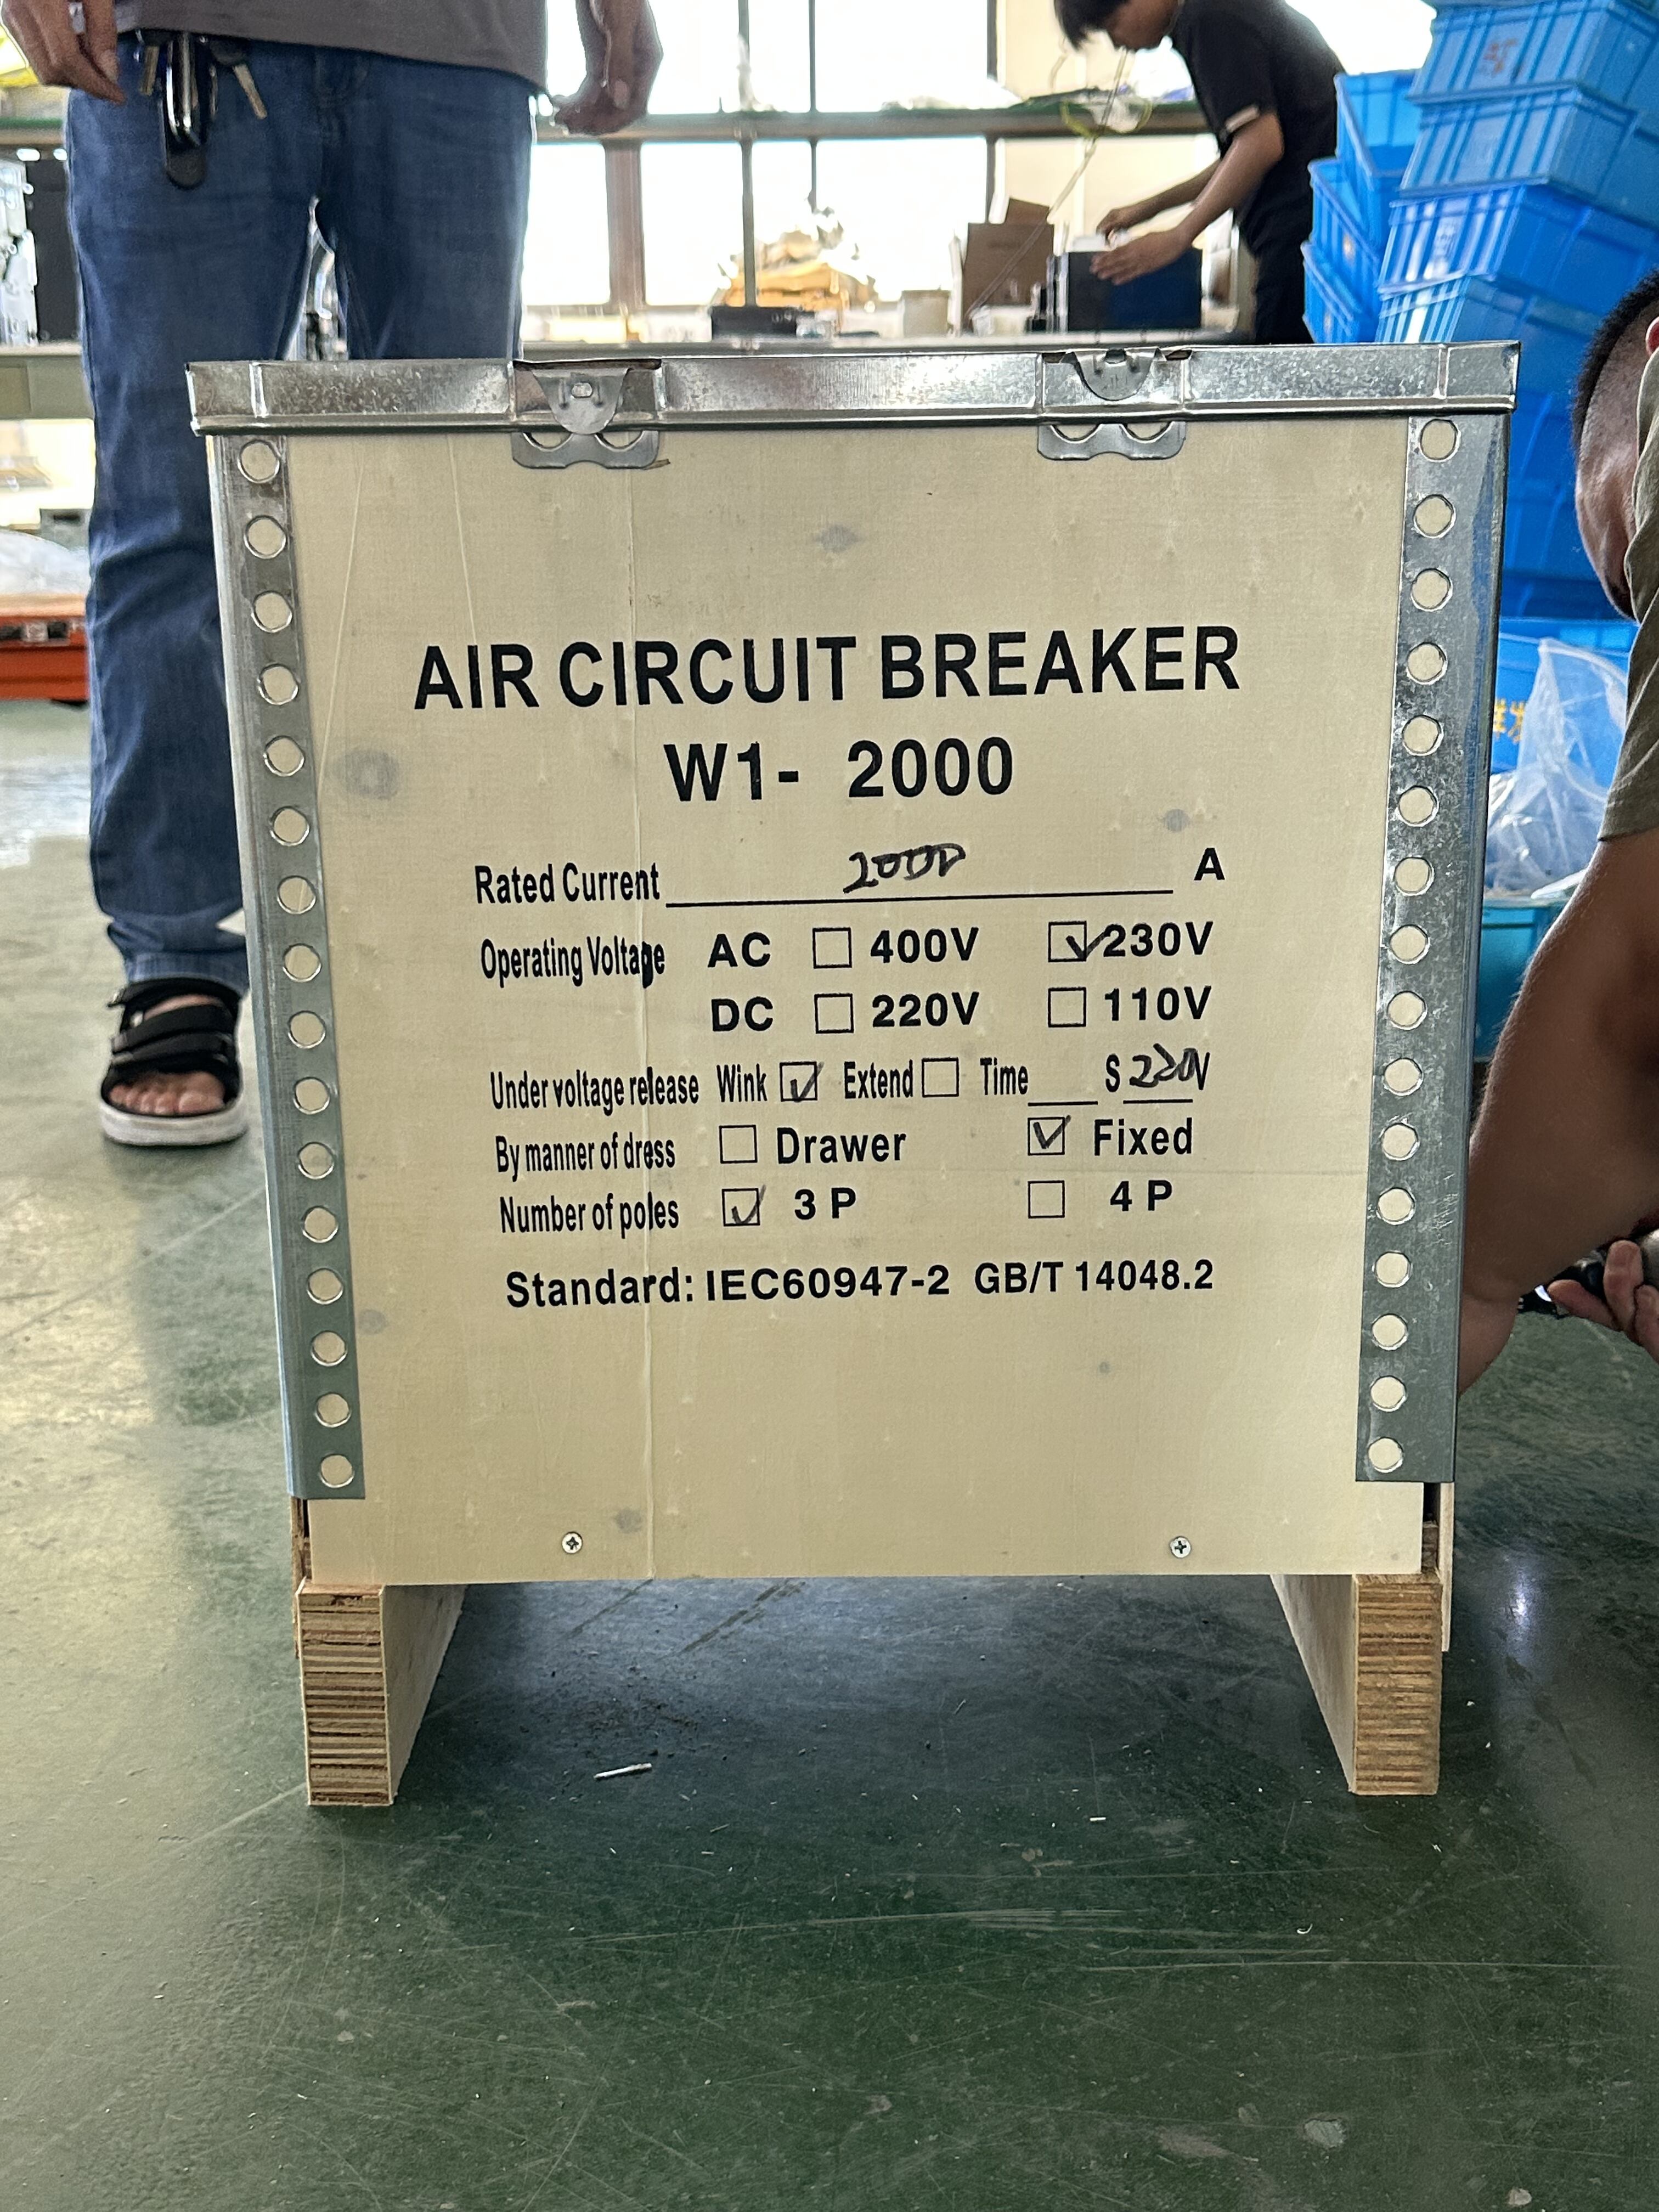 AIR CIRCUIT BREAKER
W1- 2000
Rated Current 2000 A
Operating Voltage AC ☐ 400V ☑ 230V
DC ☐ 220V ☐ 110V
Under voltage release Wink ☑ Extend ☐ Time ____ S 230V
By manner of dress ☐ Drawer ☑ Fixed
Number of poles ☑ 3 P ☐ 4 P
Standard: IEC60947-2 GB/T 14048.2